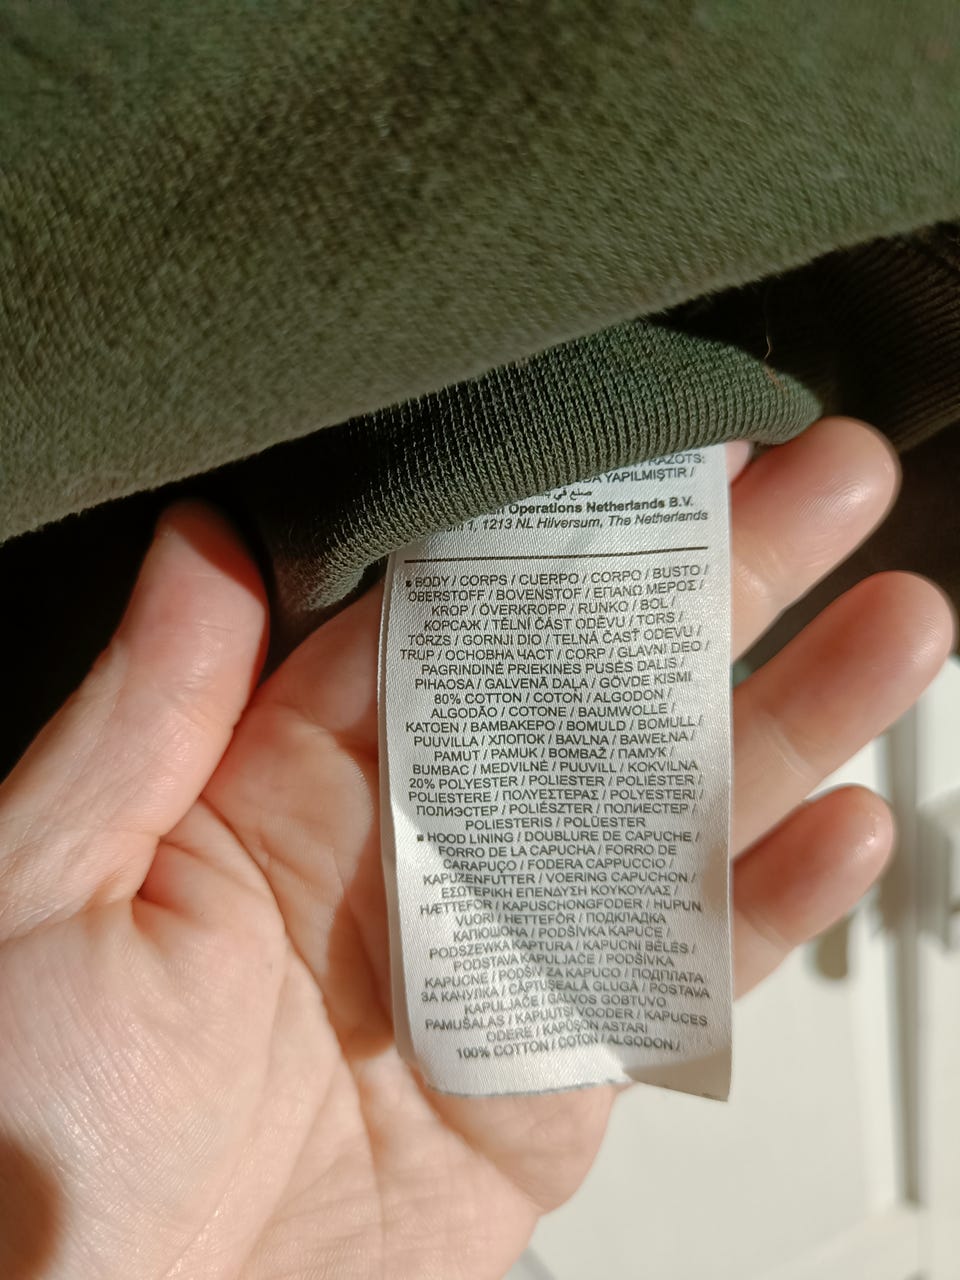 / RAŽOTS:
YAPILMIŞTIR /
صنع في
Operations Netherlands B.V.
1, 1213 NL Hilversum, The Netherlands
▪ BODY / CORPS / CUERPO / CORPO / BUSTO /
OBERSTOFF / BOVENSTOF / ΕΠΑΝΩ ΜΕΡΟΣ /
KROP / ÖVERKROPP / RUNKO / BOL /
КОРСАЖ / TĚLNÍ ČÁST ODĚVU / TORS /
TÖRZS / GORNJI DIO / TELNÁ ČASŤ ODEVU /
TRUP / ОСНОВНА ЧАСТ / CORP / GLAVNI DEO /
PAGRINDINĖ PRIEKINĖS PUSĖS DALIS /
PIHAOSA / GALVENĀ DAĻA / GÖVDE KISMI
80% COTTON / COTON / ALGODON /
ALGODÃO / COTONE / BAUMWOLLE /
KATOEN / ΒΑΜΒΑΚΕΡΟ / BOMULD / BOMULL /
PUUVILLA / ХЛОПОК / BAVLNA / BAWEŁNA /
PAMUT / PAMUK / BOMBAŽ / ПАМУК /
BUMBAC / MEDVILNĖ / PUUVILL / KOKVILNA
20% POLYESTER / POLIESTER / POLIÉSTER /
POLIESTERE / ΠΟΛΥΕΣΤΕΡΑΣ / POLYESTERI /
ПОЛИЭСТЕР / POLIÉSZTER / ПОЛИЕСТЕР /
POLIESTERIS / POLÜESTER
▪ HOOD LINING / DOUBLURE DE CAPUCHE /
FORRO DE LA CAPUCHA / FORRO DE
CARAPUÇO / FODERA CAPPUCCIO /
KAPUZENFUTTER / VOERING CAPUCHON /
ΕΣΩΤΕΡΙΚΗ ΕΠΕΝΔΥΣΗ ΚΟΥΚΟΥΛΑΣ /
HÆTTEFOR / KAPUSCHONGFODER / HUPUN
VUORI / HETTEFÔR / ПОДКЛАДКА
КАПЮШОНА / PODŠÍVKA KAPUCE /
PODSZEWKA KAPTURA / KAPUCNI BÉLÉS /
PODSTAVA KAPULJAČE / PODŠÍVKA
KAPUCNE / PODŠIV ZA KAPUCO / ПОДПЛАТА
ЗА КАЧУЛКА / CĂPTUȘEALĂ GLUGĂ / POSTAVA
KAPULJAČE / GALVOS GOBTUVO
PAMUŠALAS / KAPUUTSI VOODER / KAPUCES
ODERE / KAPÜŞON ASTARI
100% COTTON / COTON / ALGODON /